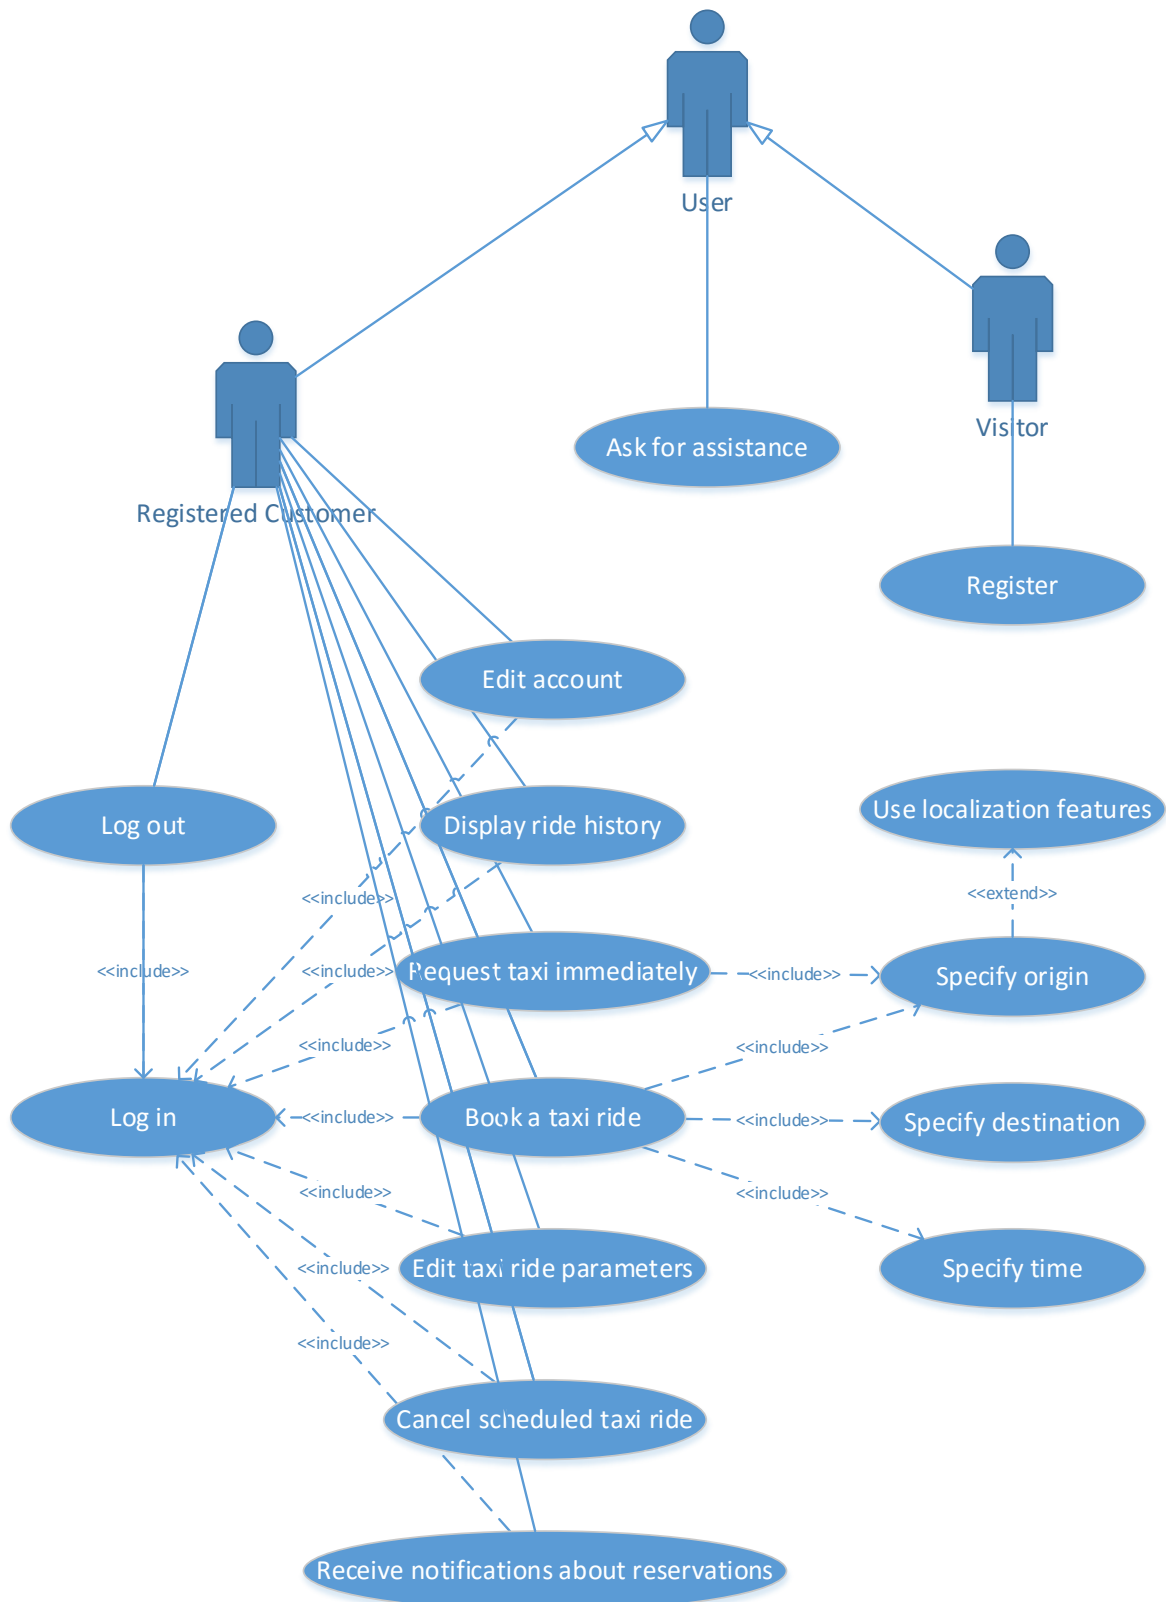 User
Visitor
Ask for assistance
Registered Customer
Register
Edit account
Log out
Display ride history
Use localization features
<<include>>
<<extend>>
<<include>>
<<include>>
Request taxi immediately
<<include>>
Specify origin
<<include>>
<<include>>
Log in
<<include>>
Book a taxi ride
<<include>>
Specify destination
<<include>>
<<include>>
<<include>>
Edit taxi ride parameters
Specify time
<<include>>
Cancel scheduled taxi ride
Receive notifications about reservations